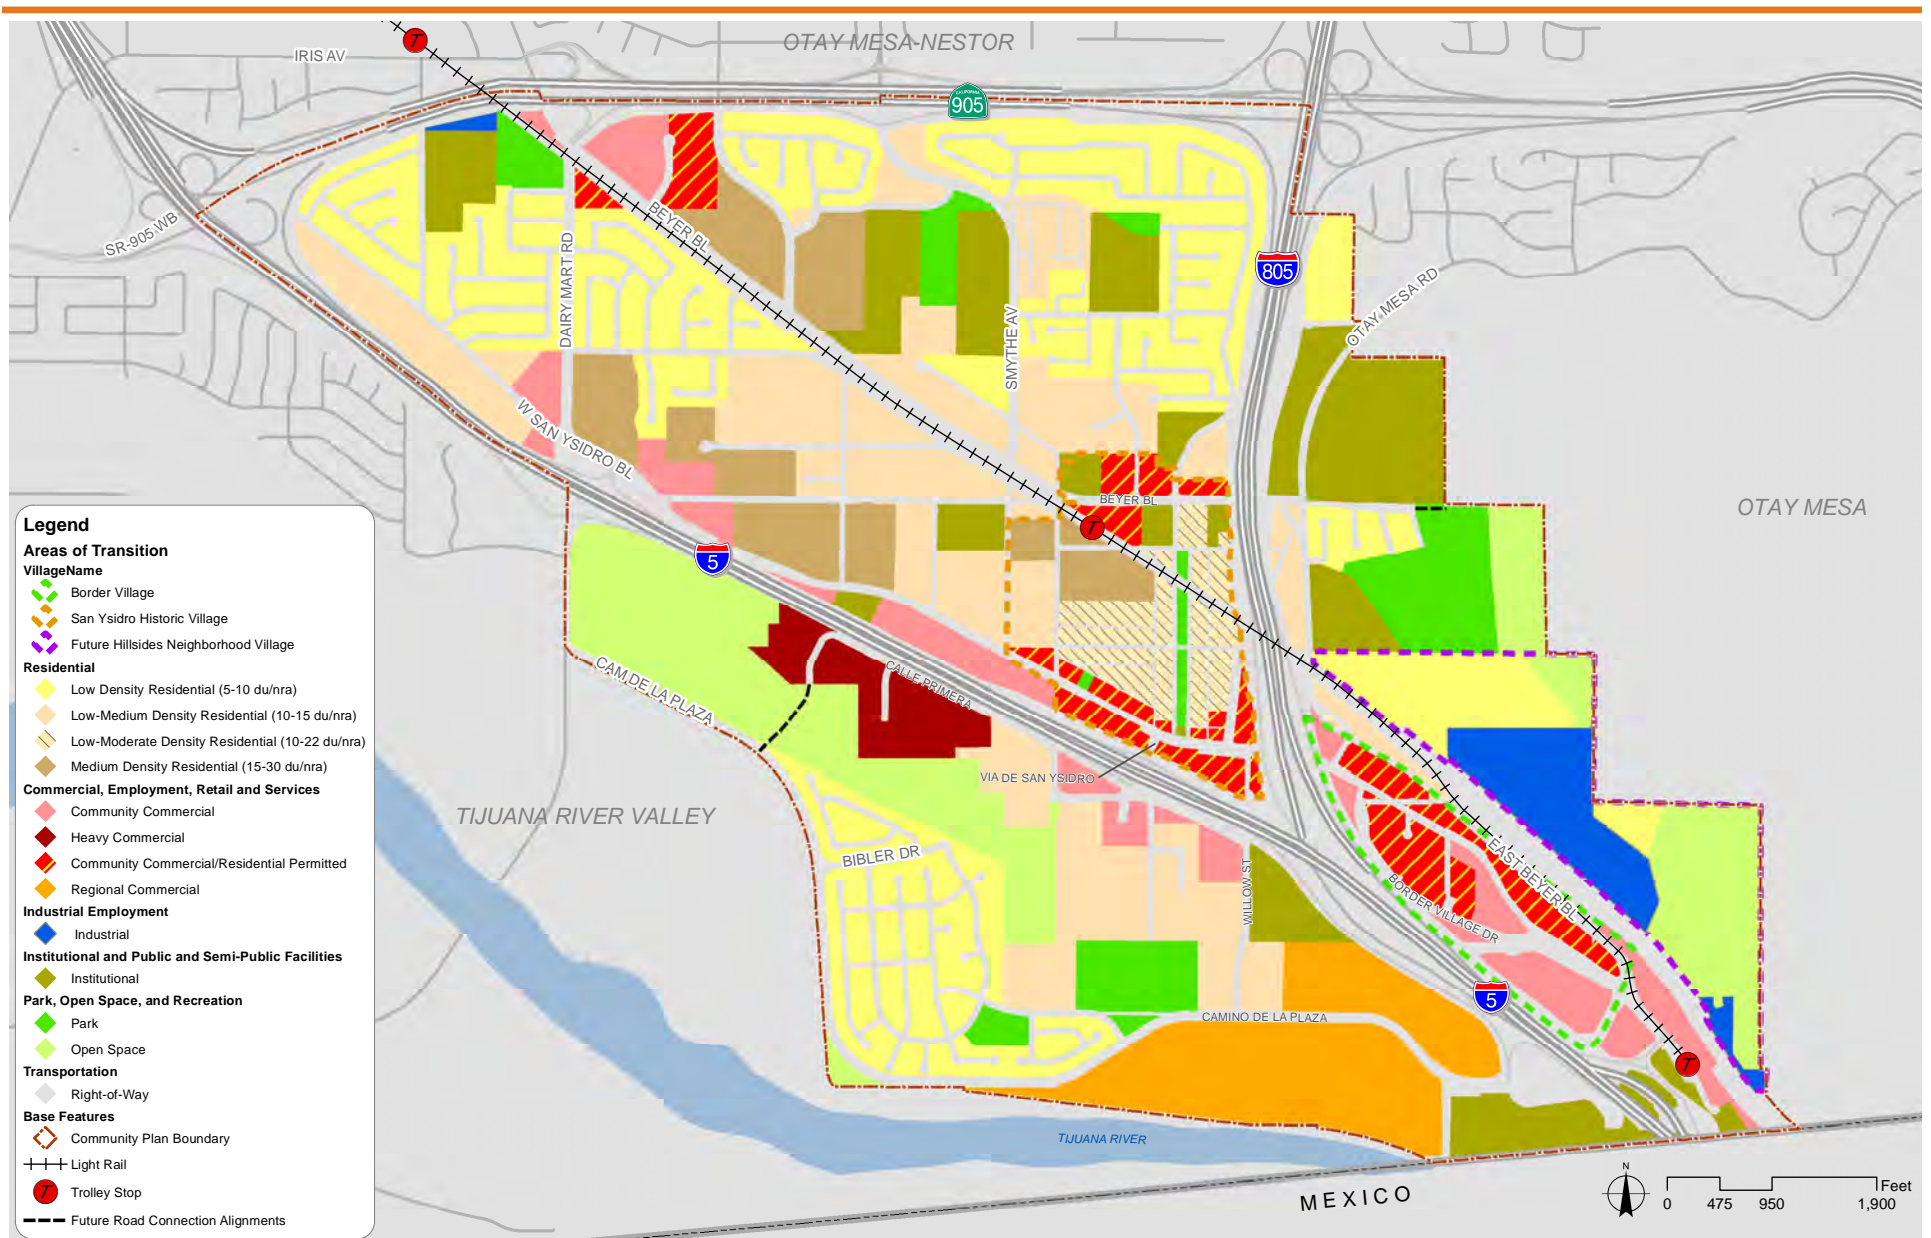 OTAY MESA-NESTOR
IRIS AV
CALIFORNIA
905
SR-905 WB
BEYER BL
DAIRY MART RD
SMYTHE AV
805
OTAY MESA RD
W SAN YSIDRO BL
BEYER BL
OTAY MESA
5
CAM DE LA PLAZA
CALLE PRIMERA
VIA DE SAN YSIDRO
TIJUANA RIVER VALLEY
BIBLER DR
WILLOW ST
EAST BEYER BL
BORDER VILLAGE DR
5
CAMINO DE LA PLAZA
TIJUANA RIVER
MEXICO
T
T
T
Legend
Areas of Transition
VillageName
Border Village
San Ysidro Historic Village
Future Hillsides Neighborhood Village
Residential
Low Density Residential (5-10 du/nra)
Low-Medium Density Residential (10-15 du/nra)
Low-Moderate Density Residential (10-22 du/nra)
Medium Density Residential (15-30 du/nra)
Commercial, Employment, Retail and Services
Community Commercial
Heavy Commercial
Community Commercial/Residential Permitted
Regional Commercial
Industrial Employment
Industrial
Institutional and Public and Semi-Public Facilities
Institutional
Park, Open Space, and Recreation
Park
Open Space
Transportation
Right-of-Way
Base Features
Community Plan Boundary
Light Rail
T Trolley Stop
Future Road Connection Alignments
N
Feet
0 475 950 1,900